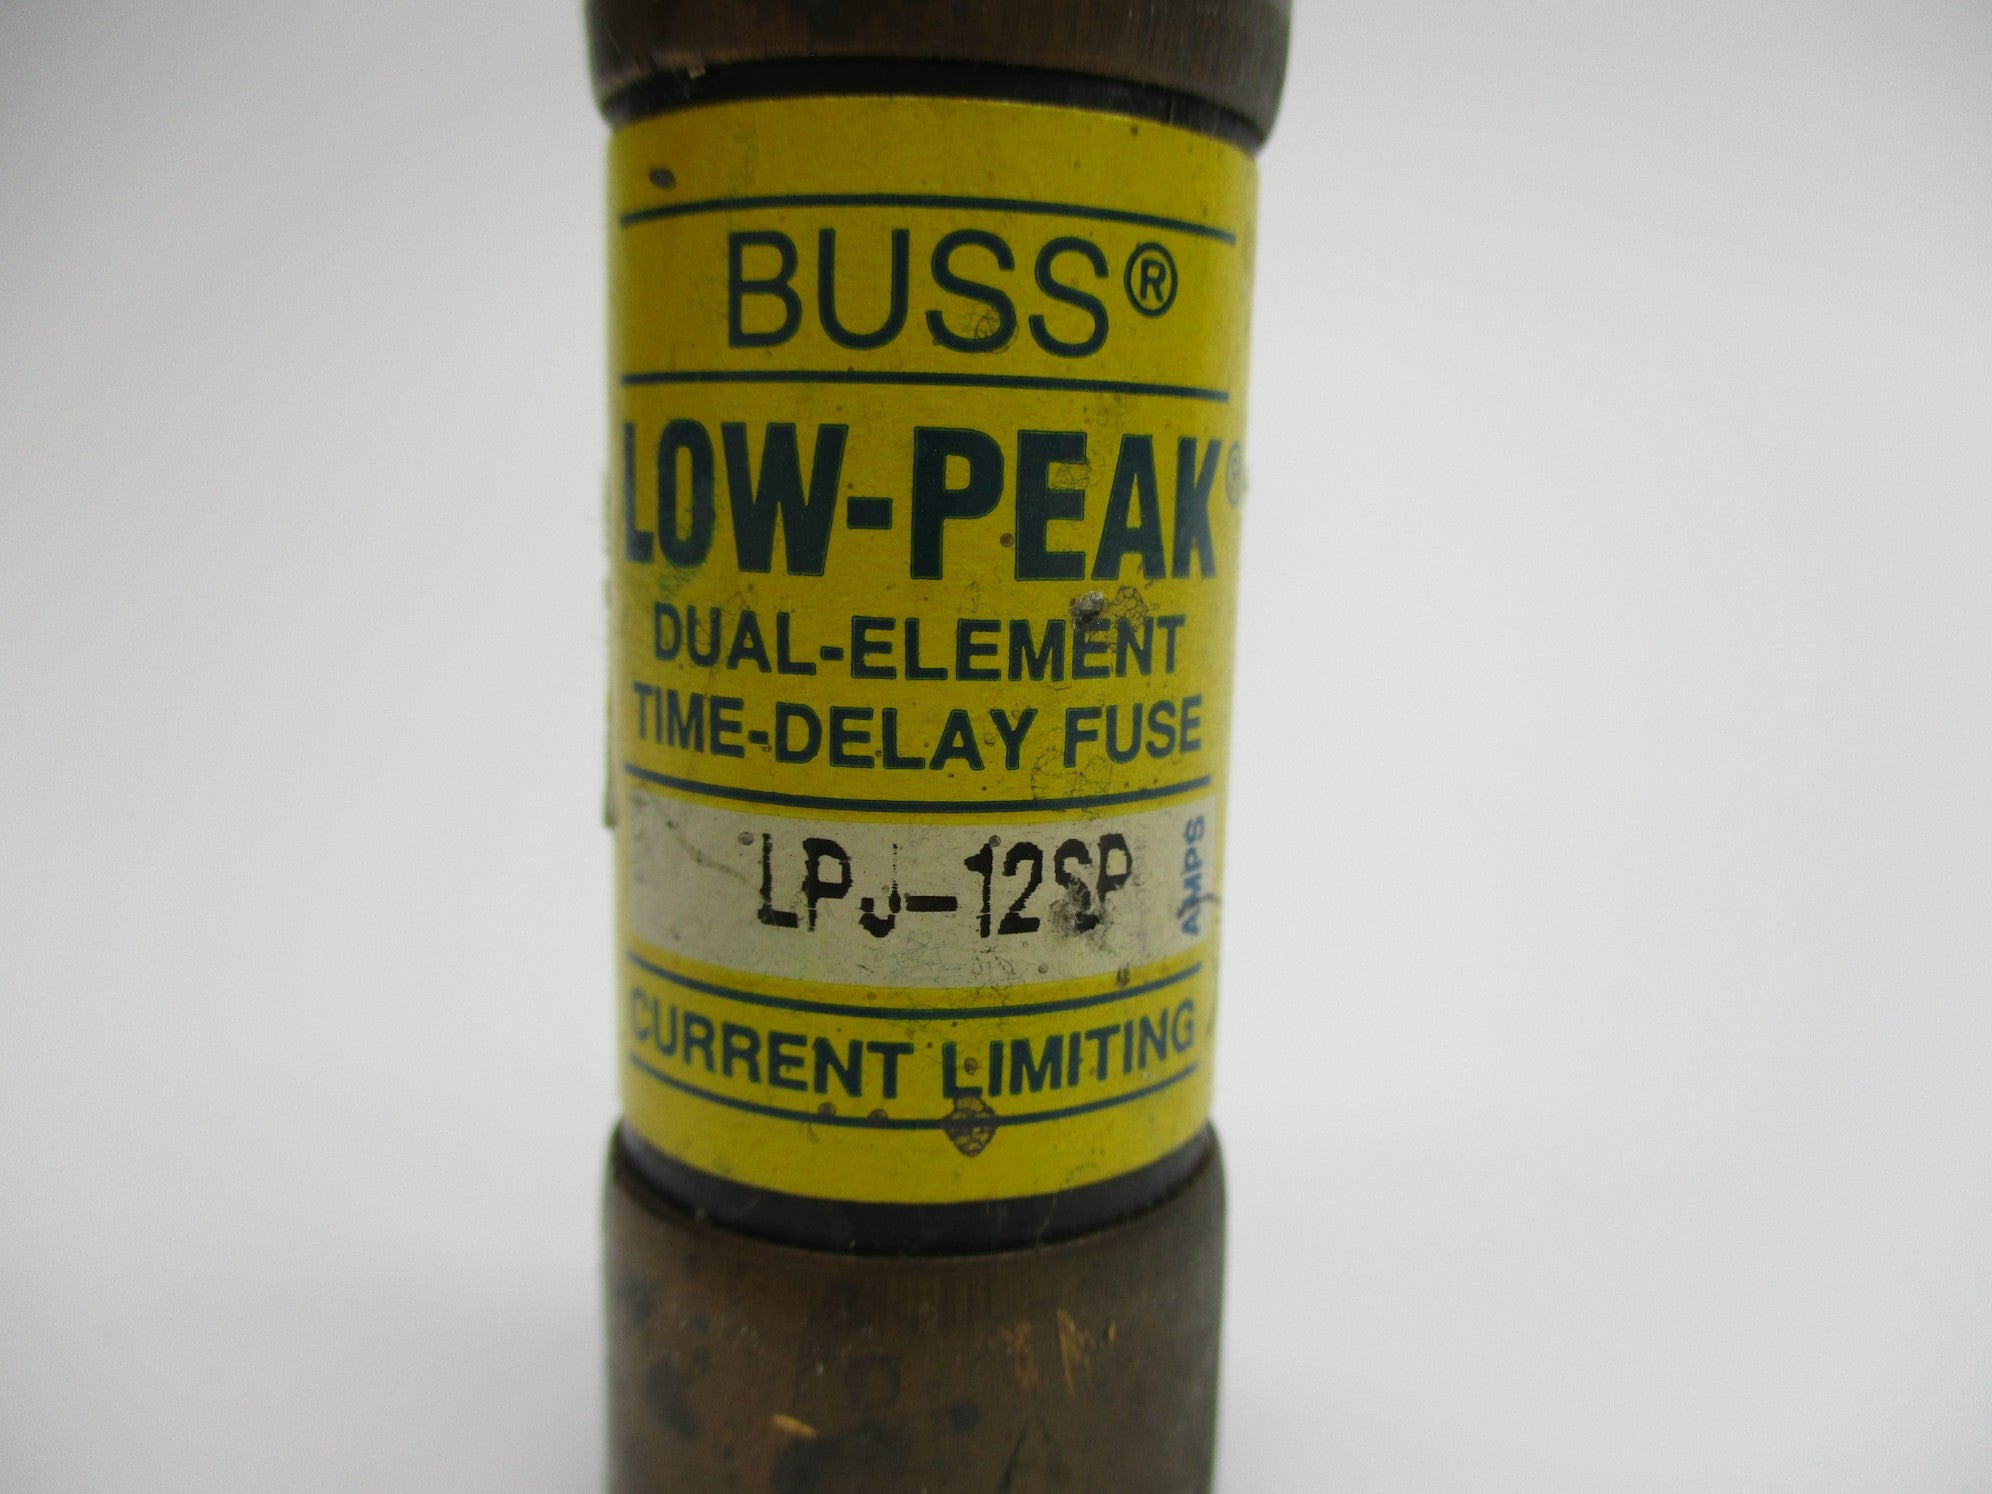 BUSS®
LOW-PEAK®
DUAL-ELEMENT
TIME-DELAY FUSE
LPJ-12SP AMPS
CURRENT LIMITING